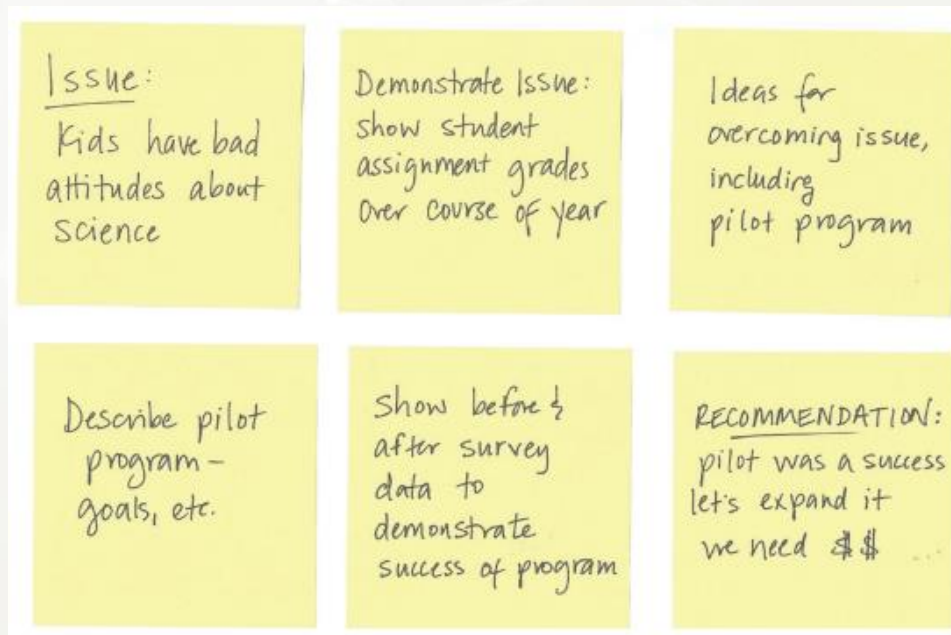 Issue:
Kids have bad
attitudes about
science
Demonstrate Issue:
show student
assignment grades
over course of year
Ideas for
overcoming issue,
including
pilot program
Describe pilot
program –
goals, etc.
Show before &
after survey
data to
demonstrate
success of program
RECOMMENDATION:
pilot was a success
let's expand it
we need $$